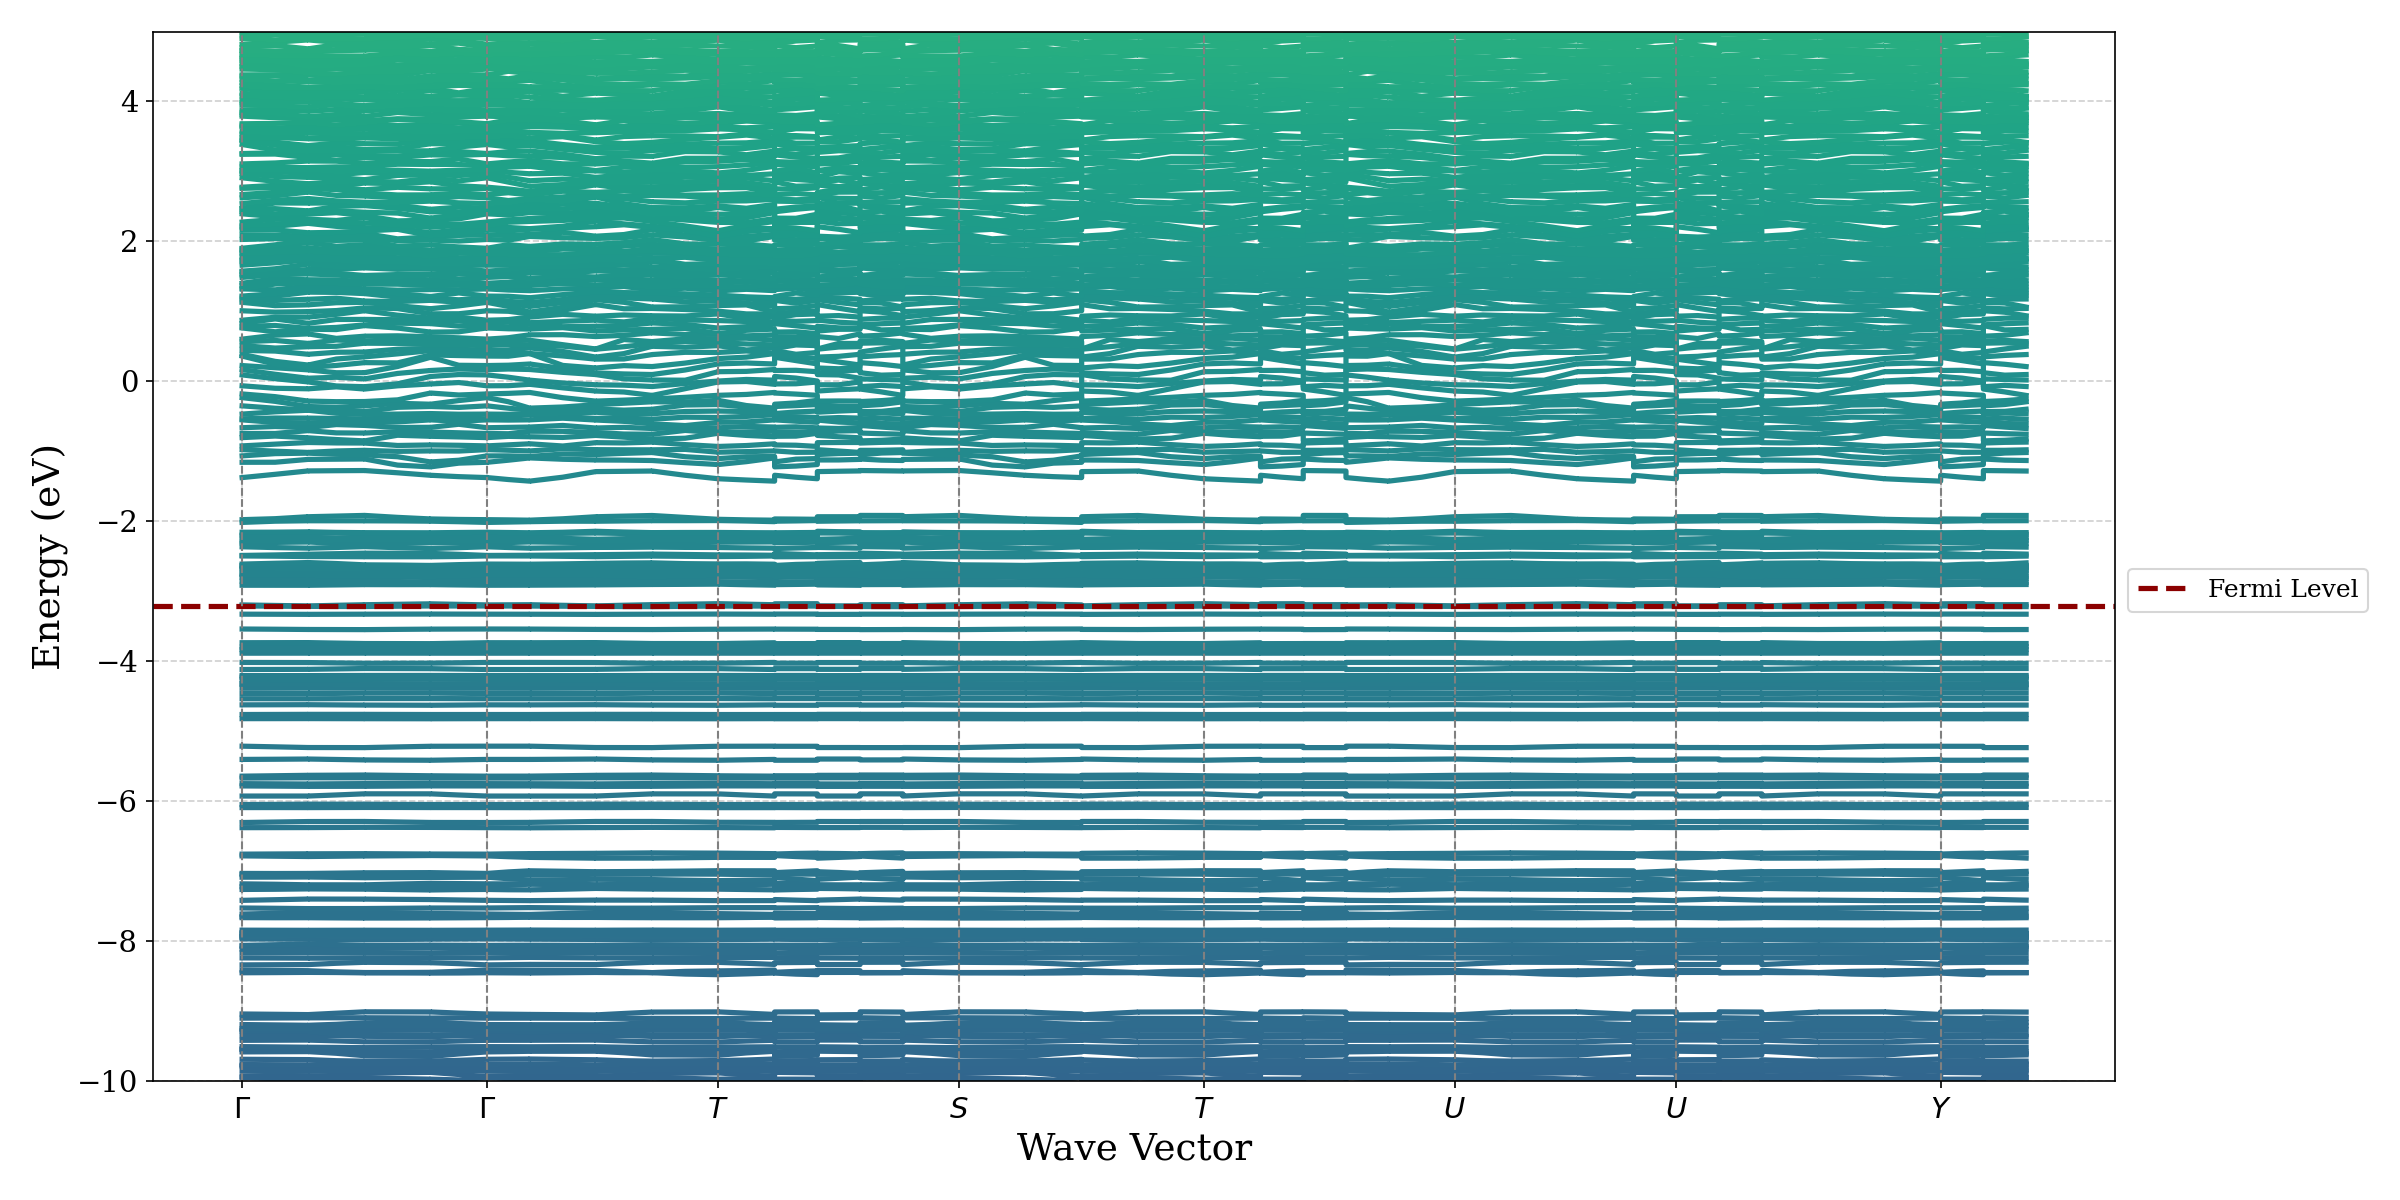 4
2
0
−2
−4
−6
−8
−10
Energy (eV)
Γ Γ T S T U U Y
Wave Vector
Fermi Level